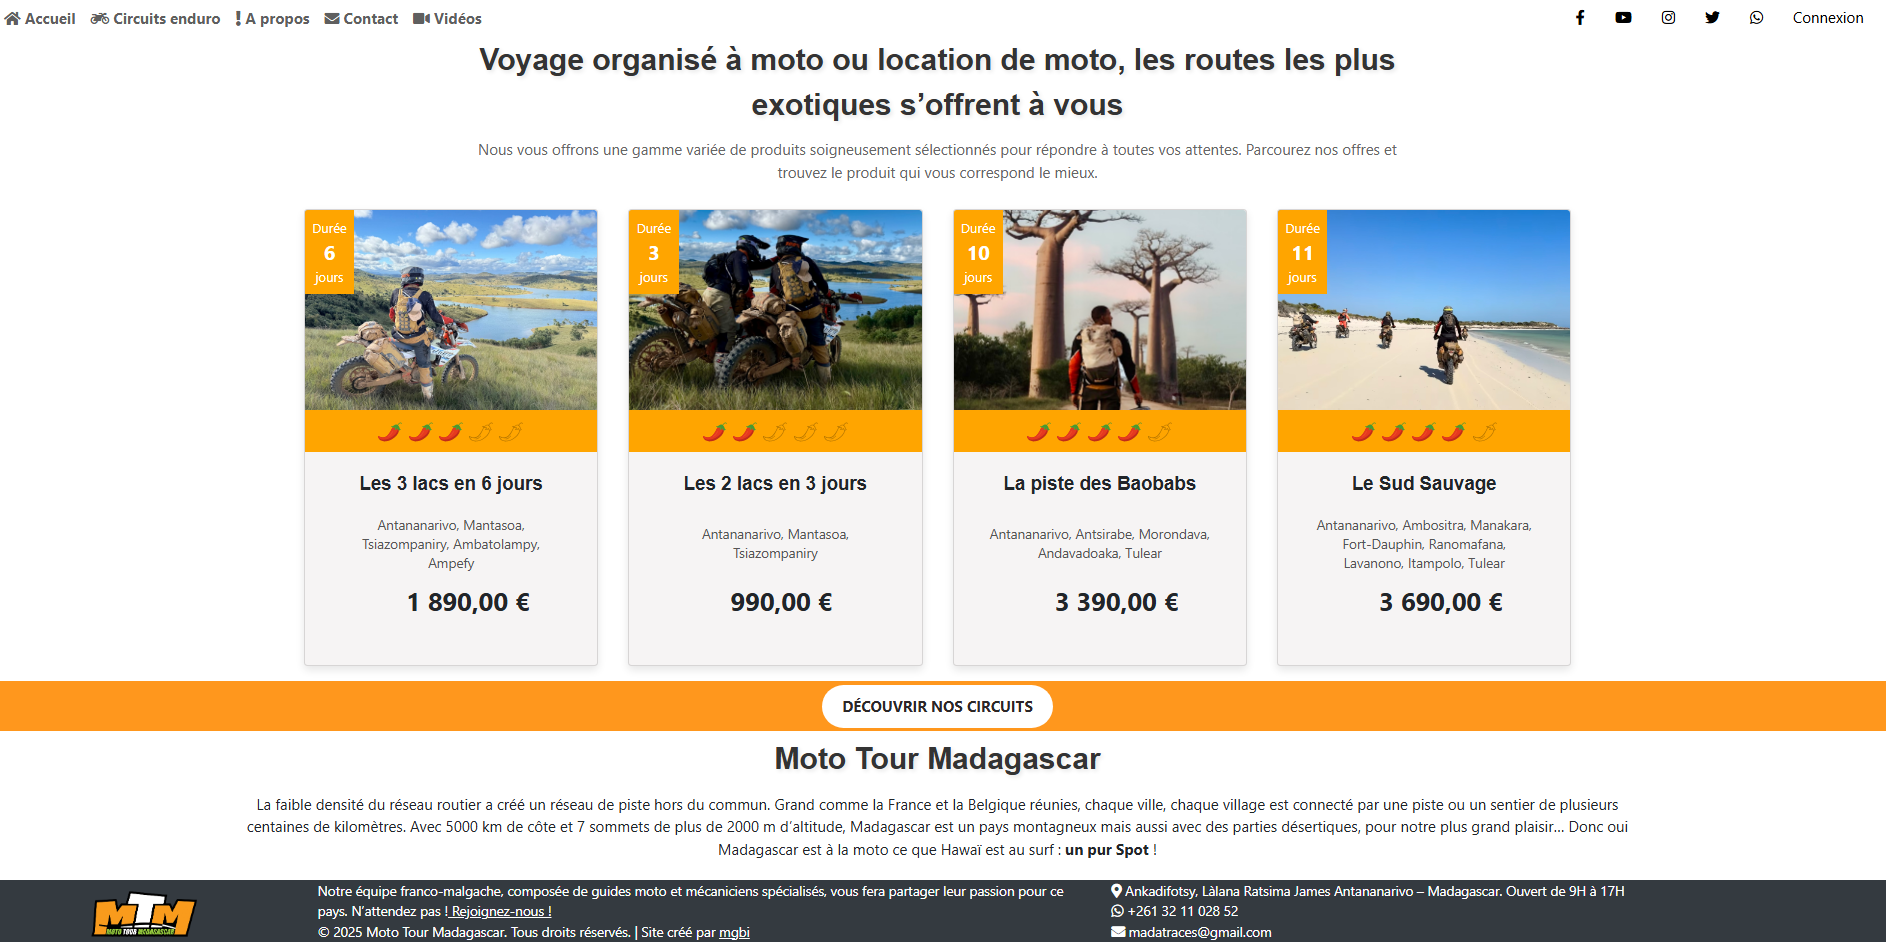 Accueil Circuits enduro A propos Contact Vidéos Connexion
Voyage organisé à moto ou location de moto, les routes les plus
exotiques s’offrent à vous
Nous vous offrons une gamme variée de produits soigneusement sélectionnés pour répondre à toutes vos attentes. Parcourez nos offres et
trouvez le produit qui vous correspond le mieux.
Durée
6
jours
Les 3 lacs en 6 jours
Antananarivo, Mantasoa,
Tsiazompaniry, Ambatolampy,
Ampefy
1 890,00 €
Durée
3
jours
Les 2 lacs en 3 jours
Antananarivo, Mantasoa,
Tsiazompaniry
990,00 €
Durée
10
jours
La piste des Baobabs
Antananarivo, Antsirabe, Morondava,
Andavadoaka, Tulear
3 390,00 €
Durée
11
jours
Le Sud Sauvage
Antananarivo, Ambositra, Manakara,
Fort-Dauphin, Ranomafana,
Lavanono, Itampolo, Tulear
3 690,00 €
DÉCOUVRIR NOS CIRCUITS
Moto Tour Madagascar
La faible densité du réseau routier a créé un réseau de piste hors du commun. Grand comme la France et la Belgique réunies, chaque ville, chaque village est connecté par une piste ou un sentier de plusieurs
centaines de kilomètres. Avec 5000 km de côte et 7 sommets de plus de 2000 m d’altitude, Madagascar est un pays montagneux mais aussi avec des parties désertiques, pour notre plus grand plaisir… Donc oui
Madagascar est à la moto ce que Hawaï est au surf : un pur Spot !
MTM
MOTO TOUR MADAGASCAR
Notre équipe franco-malgache, composée de guides moto et mécaniciens spécialisés, vous fera partager leur passion pour ce
pays. N’attendez pas ! Rejoignez-nous !
© 2025 Moto Tour Madagascar. Tous droits réservés. | Site créé par mgbi
Ankadifotsy, Làlana Ratsima James Antananarivo – Madagascar. Ouvert de 9H à 17H
+261 32 11 028 52
madatraces@gmail.com